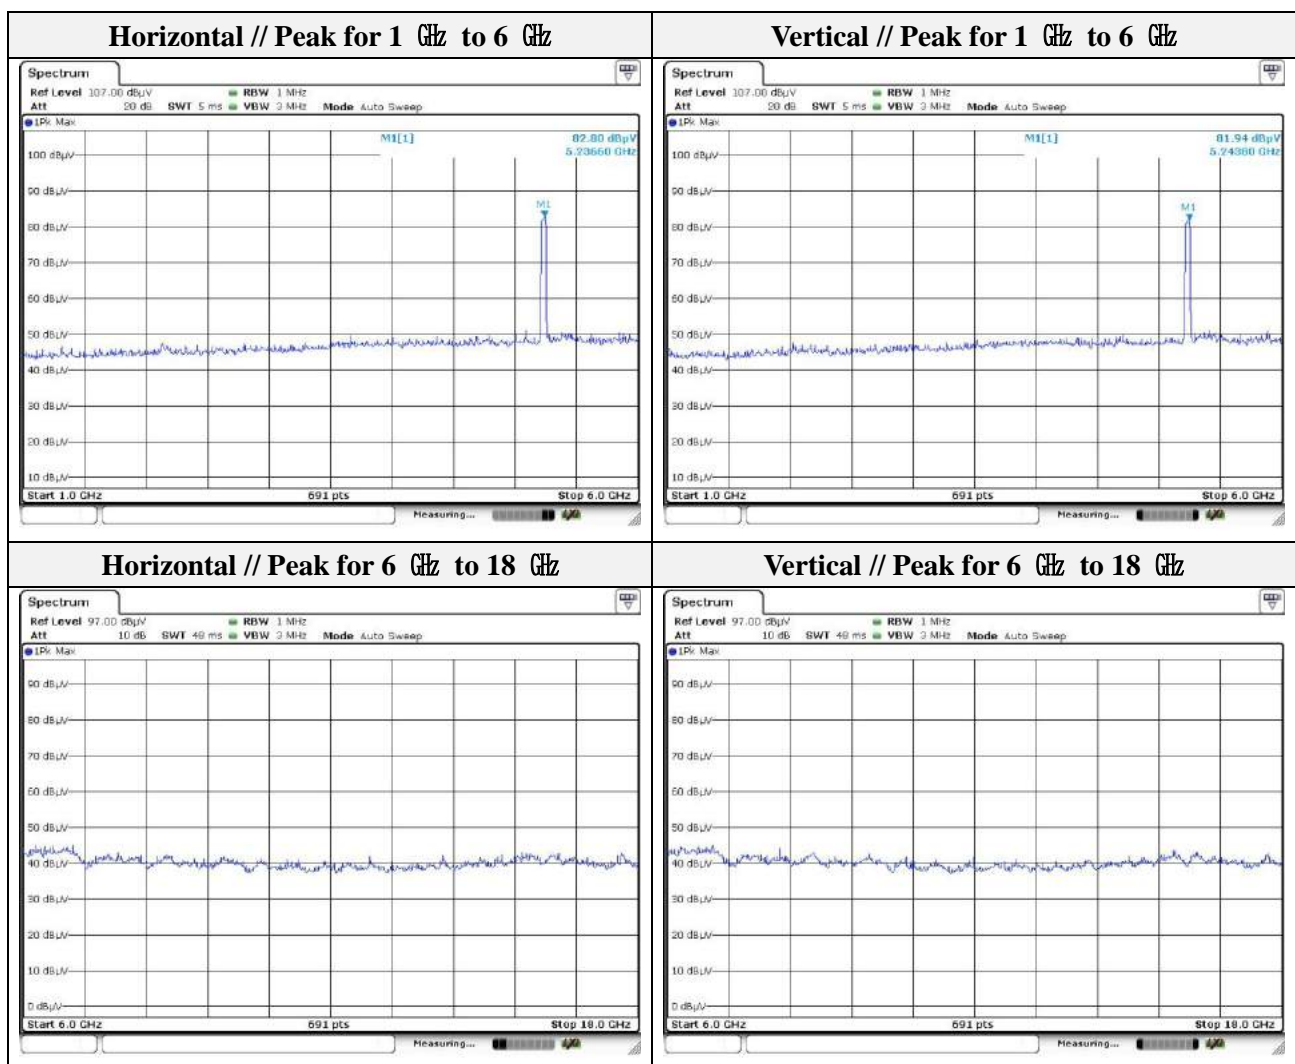 Horizontal // Peak for 1 ㎓ to 6 ㎓
Spectrum
Ref Level 107.00 dBµV RBW 1 MHz
Att 20 dB SWT 5 ms VBW 3 MHz Mode Auto Sweep
1Pk Max
M1[1] 82.80 dBµV
5.23660 GHz
M1
100 dBµV
90 dBµV
80 dBµV
70 dBµV
60 dBµV
50 dBµV
40 dBµV
30 dBµV
20 dBµV
10 dBµV
Start 1.0 GHz 691 pts Stop 6.0 GHz
Measuring...
Vertical // Peak for 1 ㎓ to 6 ㎓
Spectrum
Ref Level 107.00 dBµV RBW 1 MHz
Att 20 dB SWT 5 ms VBW 3 MHz Mode Auto Sweep
1Pk Max
M1[1] 81.94 dBµV
5.24380 GHz
M1
100 dBµV
90 dBµV
80 dBµV
70 dBµV
60 dBµV
50 dBµV
40 dBµV
30 dBµV
20 dBµV
10 dBµV
Start 1.0 GHz 691 pts Stop 6.0 GHz
Measuring...
Horizontal // Peak for 6 ㎓ to 18 ㎓
Spectrum
Ref Level 97.00 dBµV RBW 1 MHz
Att 10 dB SWT 48 ms VBW 3 MHz Mode Auto Sweep
1Pk Max
90 dBµV
80 dBµV
70 dBµV
60 dBµV
50 dBµV
40 dBµV
30 dBµV
20 dBµV
10 dBµV
0 dBµV
Start 6.0 GHz 691 pts Stop 18.0 GHz
Measuring...
Vertical // Peak for 6 ㎓ to 18 ㎓
Spectrum
Ref Level 97.00 dBµV RBW 1 MHz
Att 10 dB SWT 48 ms VBW 3 MHz Mode Auto Sweep
1Pk Max
90 dBµV
80 dBµV
70 dBµV
60 dBµV
50 dBµV
40 dBµV
30 dBµV
20 dBµV
10 dBµV
0 dBµV
Start 6.0 GHz 691 pts Stop 18.0 GHz
Measuring...